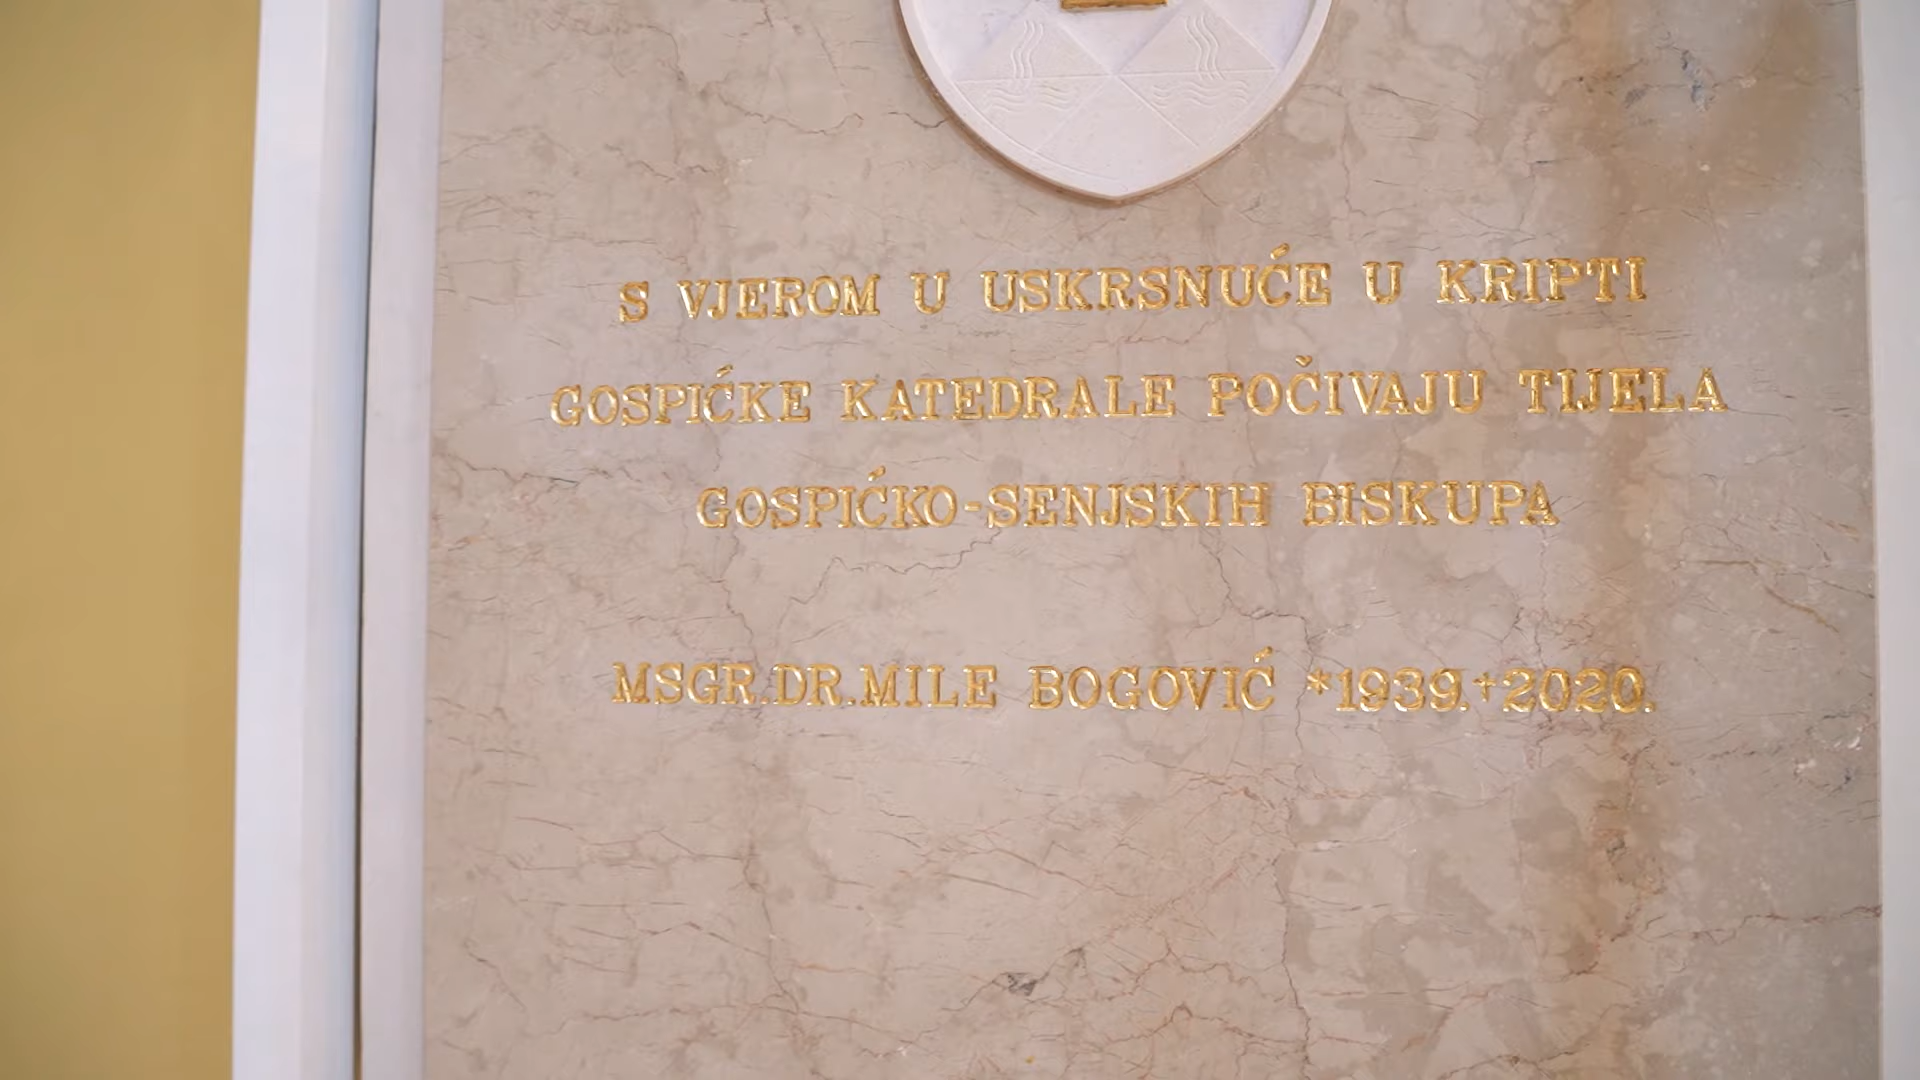 S VJEROM U USKRSNUĆE U KRIPTI
GOSPIĆKE KATEDRALE POČIVAJU TIJELA
GOSPIĆKO-SENJSKIH BISKUPA
MSGR.DR.MILE BOGOVIĆ *1939.+2020.